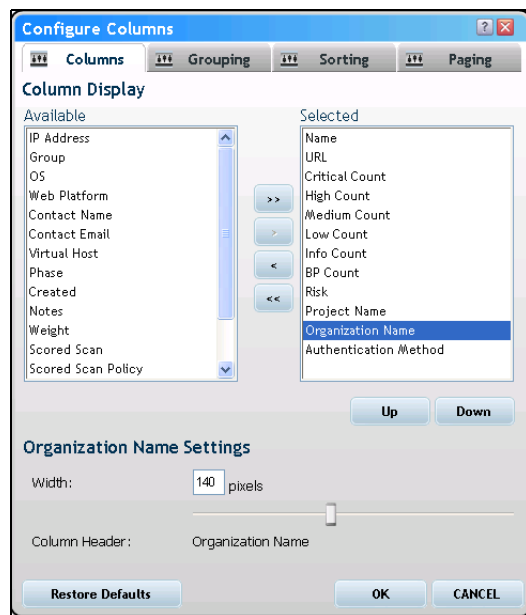 Configure Columns
?
Columns
Grouping
Sorting
Paging
Column Display
Available
IP Address
Group
OS
Web Platform
Contact Name
Contact Email
Virtual Host
Phase
Created
Notes
Weight
Scored Scan
Scored Scan Policy
>>
>
<
<<
Selected
Name
URL
Critical Count
High Count
Medium Count
Low Count
Info Count
BP Count
Risk
Project Name
Organization Name
Authentication Method
Up
Down
Organization Name Settings
Width: 140 pixels
Column Header: Organization Name
Restore Defaults
OK
CANCEL